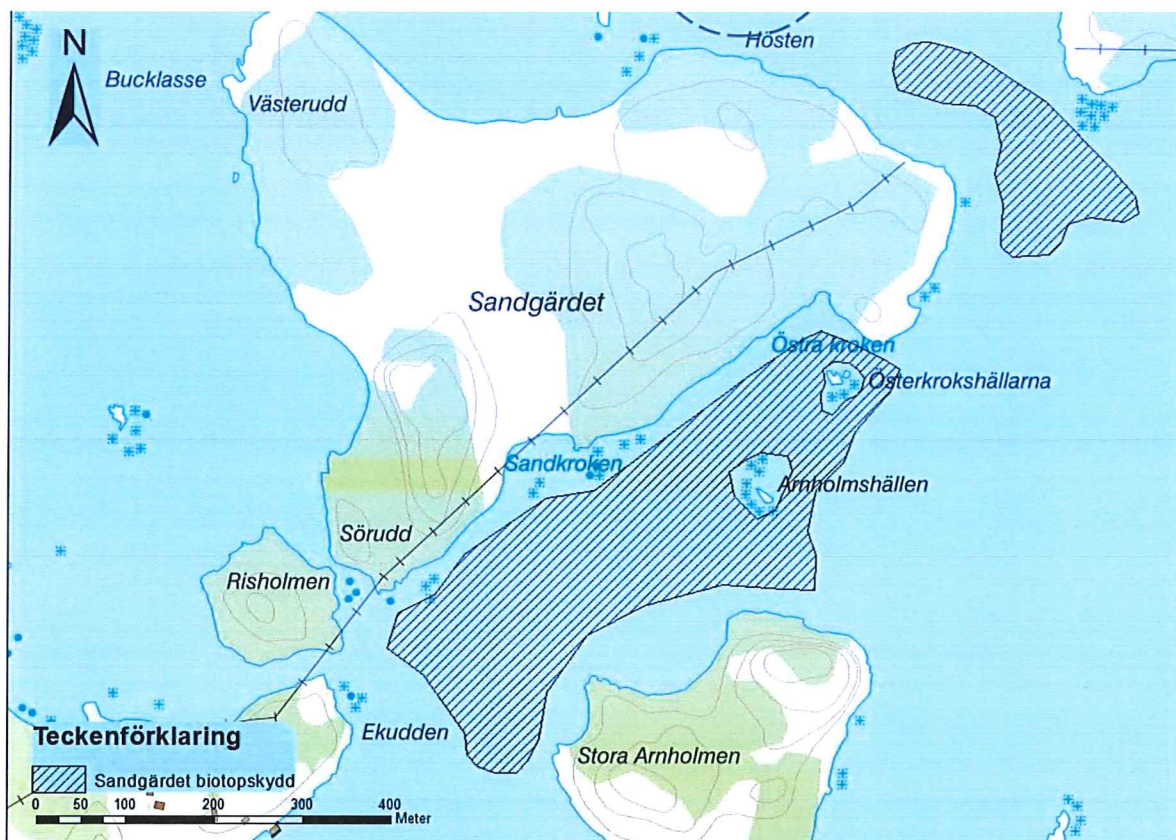 Hösten
N
Bucklasse
Västerudd
Sandgärdet
Östra kroken
Österkrokshällarna
Sandkroken
Arnholmshällen
Sörudd
Risholmen
Ekudden
Stora Arnholmen
Teckenförklaring
Sandgärdet biotopskydd
0 50 100 200 300 400
Meter